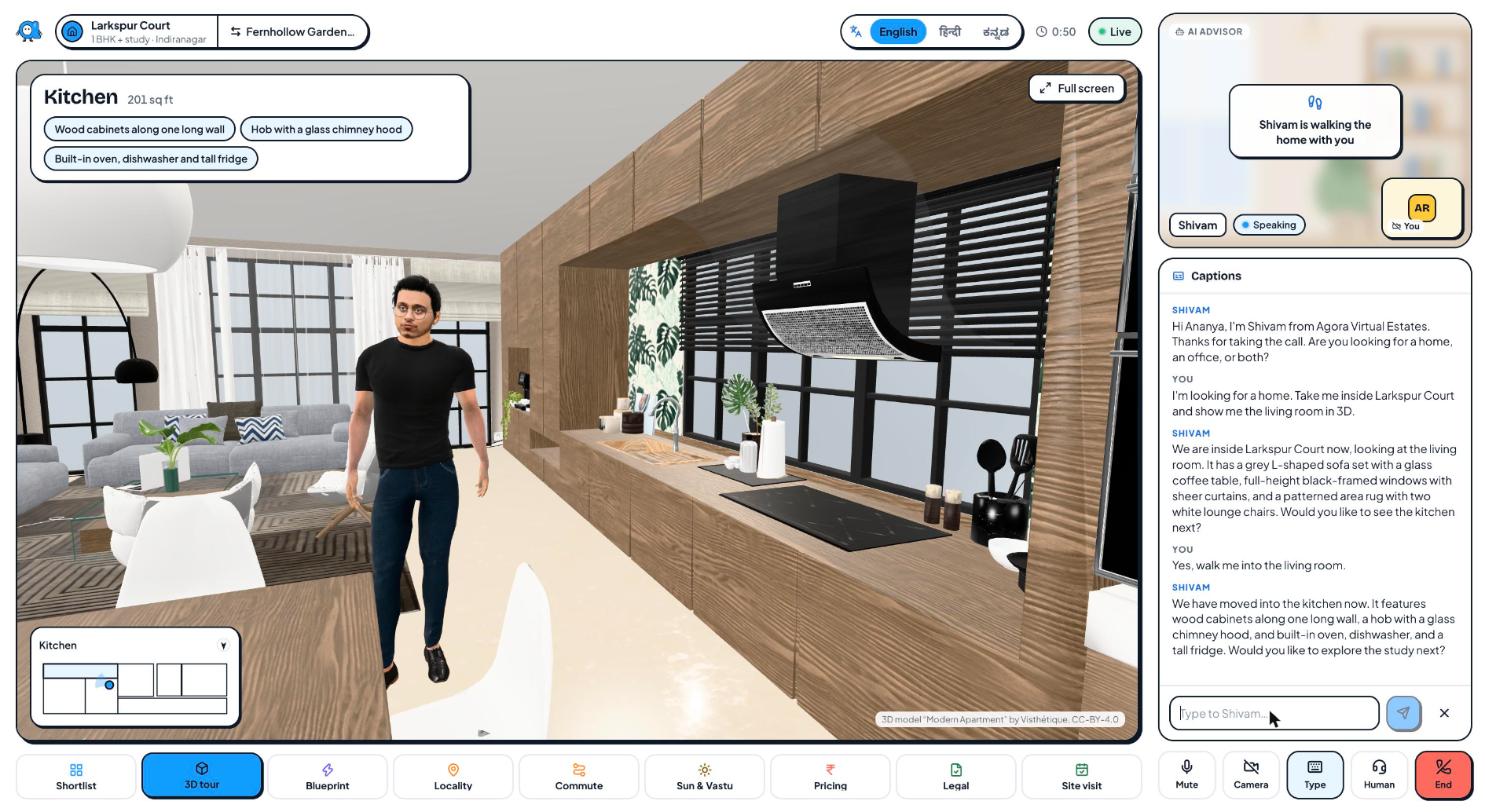 Larkspur Court
1 BHK + study · Indiranagar
Fernhollow Garden...
English
हिन्दी
ಕನ್ನಡ
0:50
Live
Kitchen 201 sq ft
Wood cabinets along one long wall
Hob with a glass chimney hood
Built-in oven, dishwasher and tall fridge
Full screen
Kitchen
3D model “Modern Apartment” by Visthétique. CC-BY-4.0
Shortlist
3D tour
Blueprint
Locality
Commute
Sun & Vastu
Pricing
Legal
Site visit
AI ADVISOR
Shivam is walking the
home with you
Shivam
Speaking
AR
You
Captions
SHIVAM
Hi Ananya, I'm Shivam from Agora Virtual Estates.
Thanks for taking the call. Are you looking for a home,
an office, or both?
YOU
I'm looking for a home. Take me inside Larkspur Court
and show me the living room in 3D.
SHIVAM
We are inside Larkspur Court now, looking at the living
room. It has a grey L-shaped sofa set with a glass
coffee table, full-height black-framed windows with
sheer curtains, and a patterned area rug with two
white lounge chairs. Would you like to see the kitchen
next?
YOU
Yes, walk me into the living room.
SHIVAM
We have moved into the kitchen now. It features
wood cabinets along one long wall, a hob with a glass
chimney hood, and built-in oven, dishwasher, and a
tall fridge. Would you like to explore the study next?
Type to Shivam...
Mute
Camera
Type
Human
End